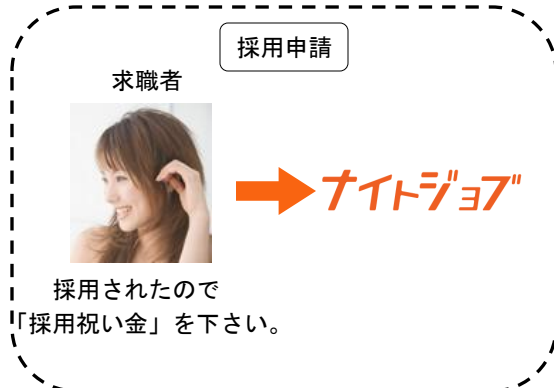 採用申請
求職者
ナイトジョブ
採用されたので
「採用祝い金」を下さい。